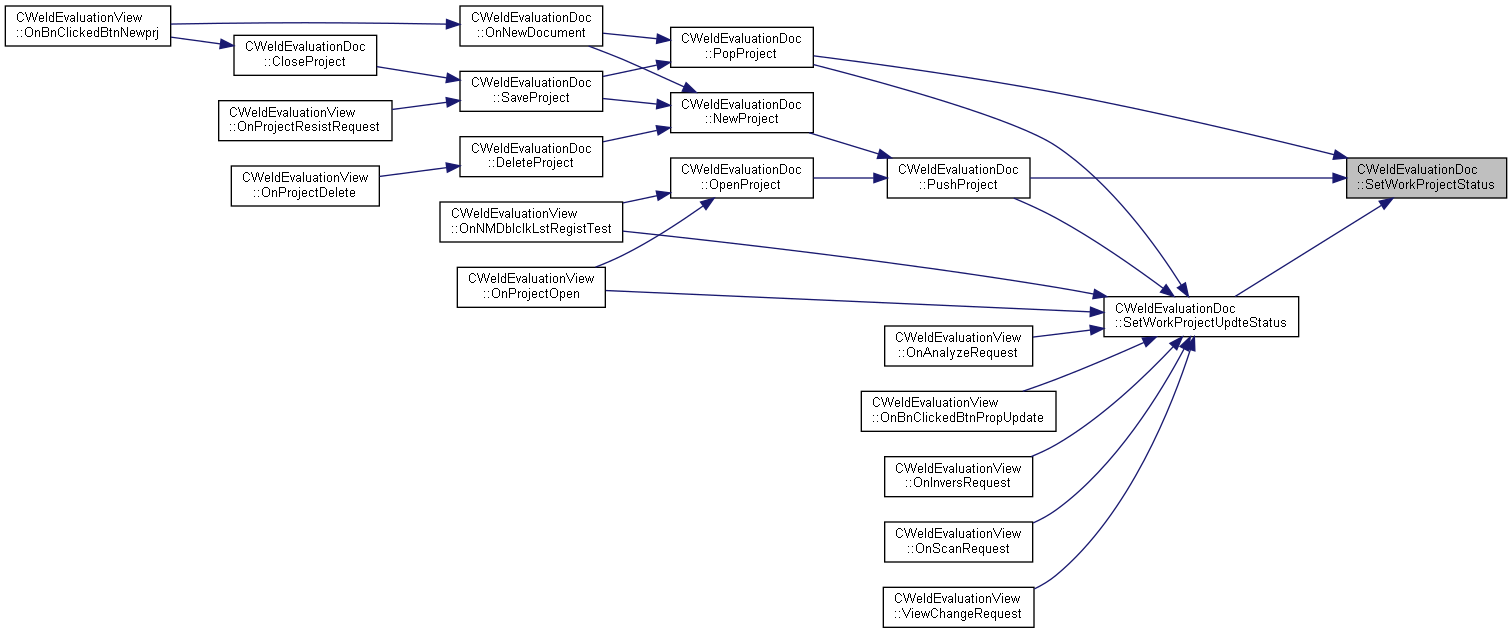 CWeldEvaluationView
::OnBnClickedBtnNewprj
CWeldEvaluationDoc
::CloseProject
CWeldEvaluationView
::OnProjectResistRequest
CWeldEvaluationView
::OnProjectDelete
CWeldEvaluationDoc
::OnNewDocument
CWeldEvaluationDoc
::SaveProject
CWeldEvaluationDoc
::DeleteProject
CWeldEvaluationView
::OnNMDblclkLstRegistTest
CWeldEvaluationView
::OnProjectOpen
CWeldEvaluationDoc
::PopProject
CWeldEvaluationDoc
::NewProject
CWeldEvaluationDoc
::OpenProject
CWeldEvaluationDoc
::PushProject
CWeldEvaluationView
::OnAnalyzeRequest
CWeldEvaluationView
::OnBnClickedBtnPropUpdate
CWeldEvaluationView
::OnInversRequest
CWeldEvaluationView
::OnScanRequest
CWeldEvaluationView
::ViewChangeRequest
CWeldEvaluationDoc
::SetWorkProjectUpdteStatus
CWeldEvaluationDoc
::SetWorkProjectStatus